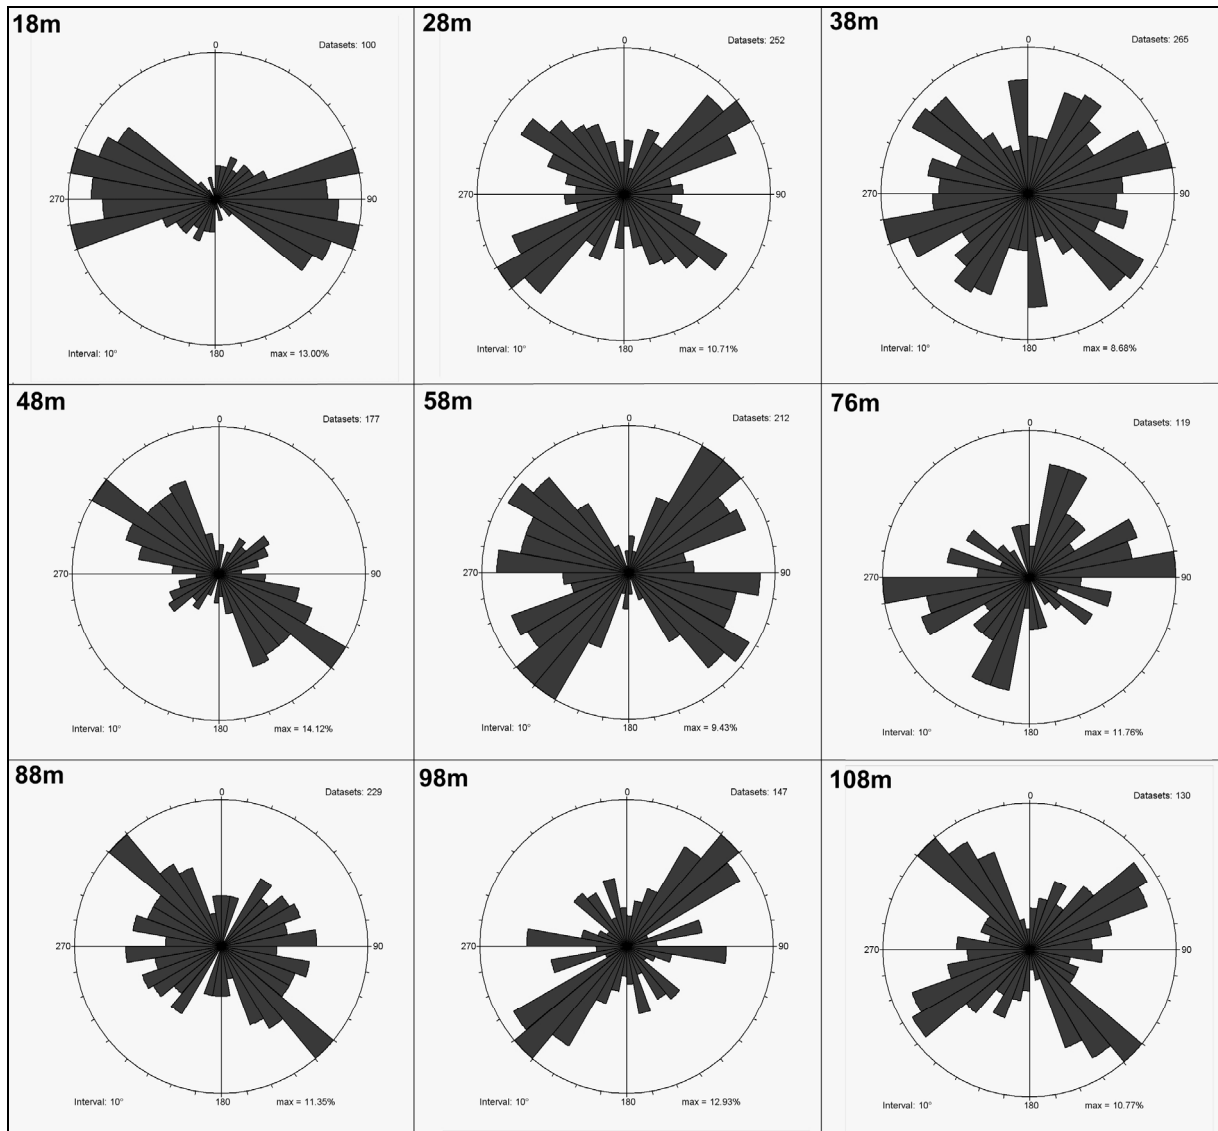 18m
Datasets: 100
0
270
90
180
Interval: 10°
max = 13.00%
28m
Datasets: 252
0
270
90
180
Interval: 10°
max = 10.71%
38m
Datasets: 265
0
270
90
180
Interval: 10°
max = 8.68%
48m
Datasets: 177
0
270
90
180
Interval: 10°
max = 14.12%
58m
Datasets: 212
0
270
90
180
Interval: 10°
max = 9.43%
76m
Datasets: 119
0
270
90
180
Interval: 10°
max = 11.76%
88m
Datasets: 229
0
270
90
180
Interval: 10°
max = 11.35%
98m
Datasets: 147
0
270
90
180
Interval: 10°
max = 12.93%
108m
Datasets: 130
0
270
90
180
Interval: 10°
max = 10.77%